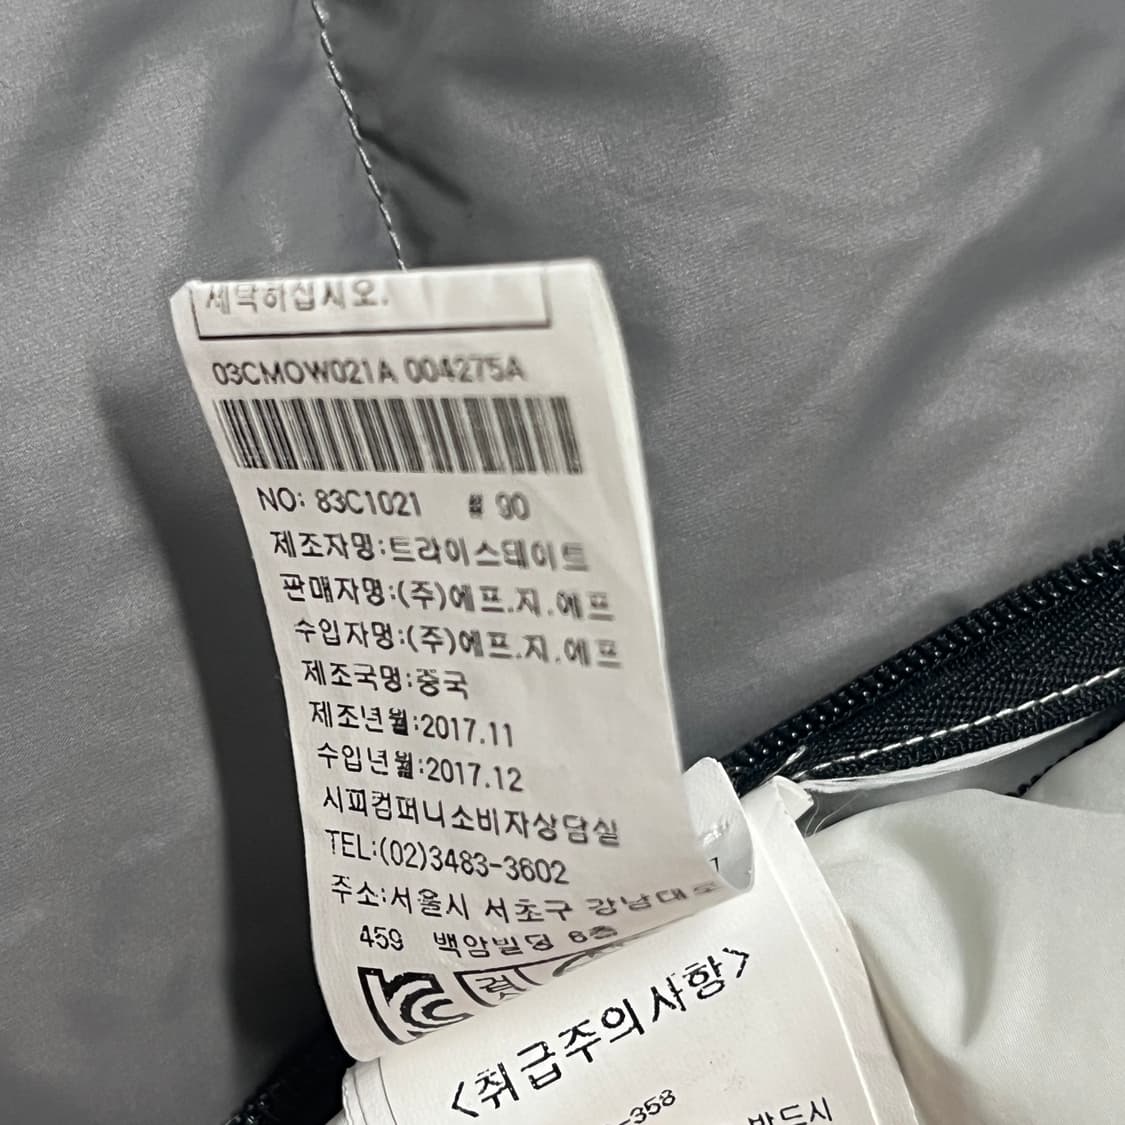 세탁하십시오.
03CMOW021A 004275A
NO: 83C1021 # 90
제조자명:트라이스테이트
판매자명:(주)에프.지.에프
수입자명:(주)에프.지.에프
제조국명:중국
제조년월:2017.11
수입년월:2017.12
시피컴퍼니소비자상담실
TEL:(02)3483-3602
주소:서울시 서초구 강남대로
459 백암빌딩 6층
<취급주의사항>
-358
반드시